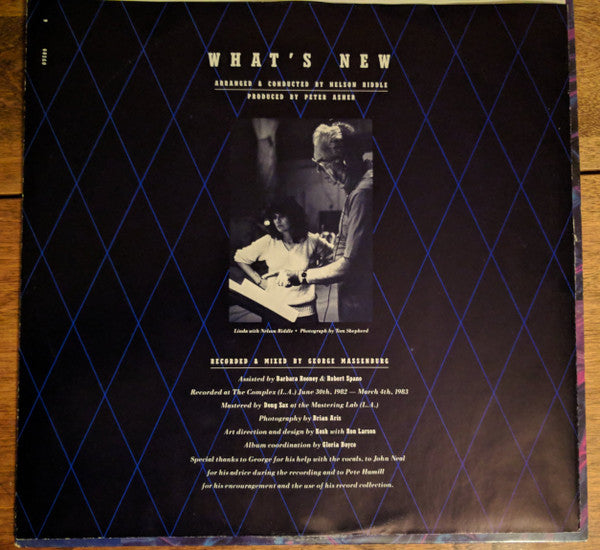 WHAT'S NEW
ARRANGED & CONDUCTED BY NELSON RIDDLE
PRODUCED BY PETER ASHER
Linda with Nelson Riddle • Photograph by Tom Shepherd
RECORDED & MIXED BY GEORGE MASSENBURG
Assisted by Barbara Rooney & Robert Spano
Recorded at The Complex (L.A.) June 30th, 1982 — March 4th, 1983
Mastered by Doug Sax at the Mastering Lab (L.A.)
Photography by Brian Aris
Art direction and design by Kosh with Ron Larson
Album coordination by Gloria Boyce
Special thanks to George for his help with the vocals, to John Neal
for his advice during the recording and to Pete Hamill
for his encouragement and the use of his record collection.